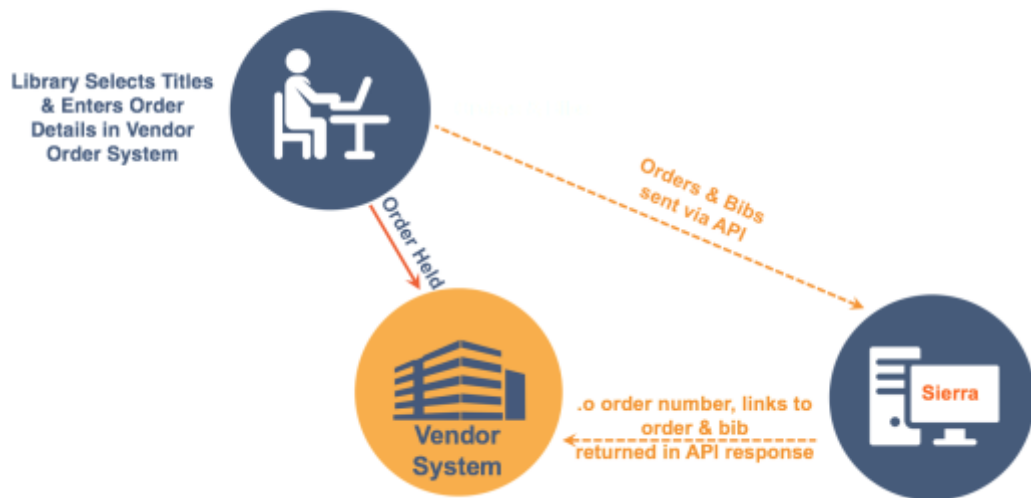 Library Selects Titles
& Enters Order
Details in Vendor
Order System
Orders & Bibs
sent via API
Order Held
Vendor
System
Sierra
.o order number, links to
order & bib
returned in API response